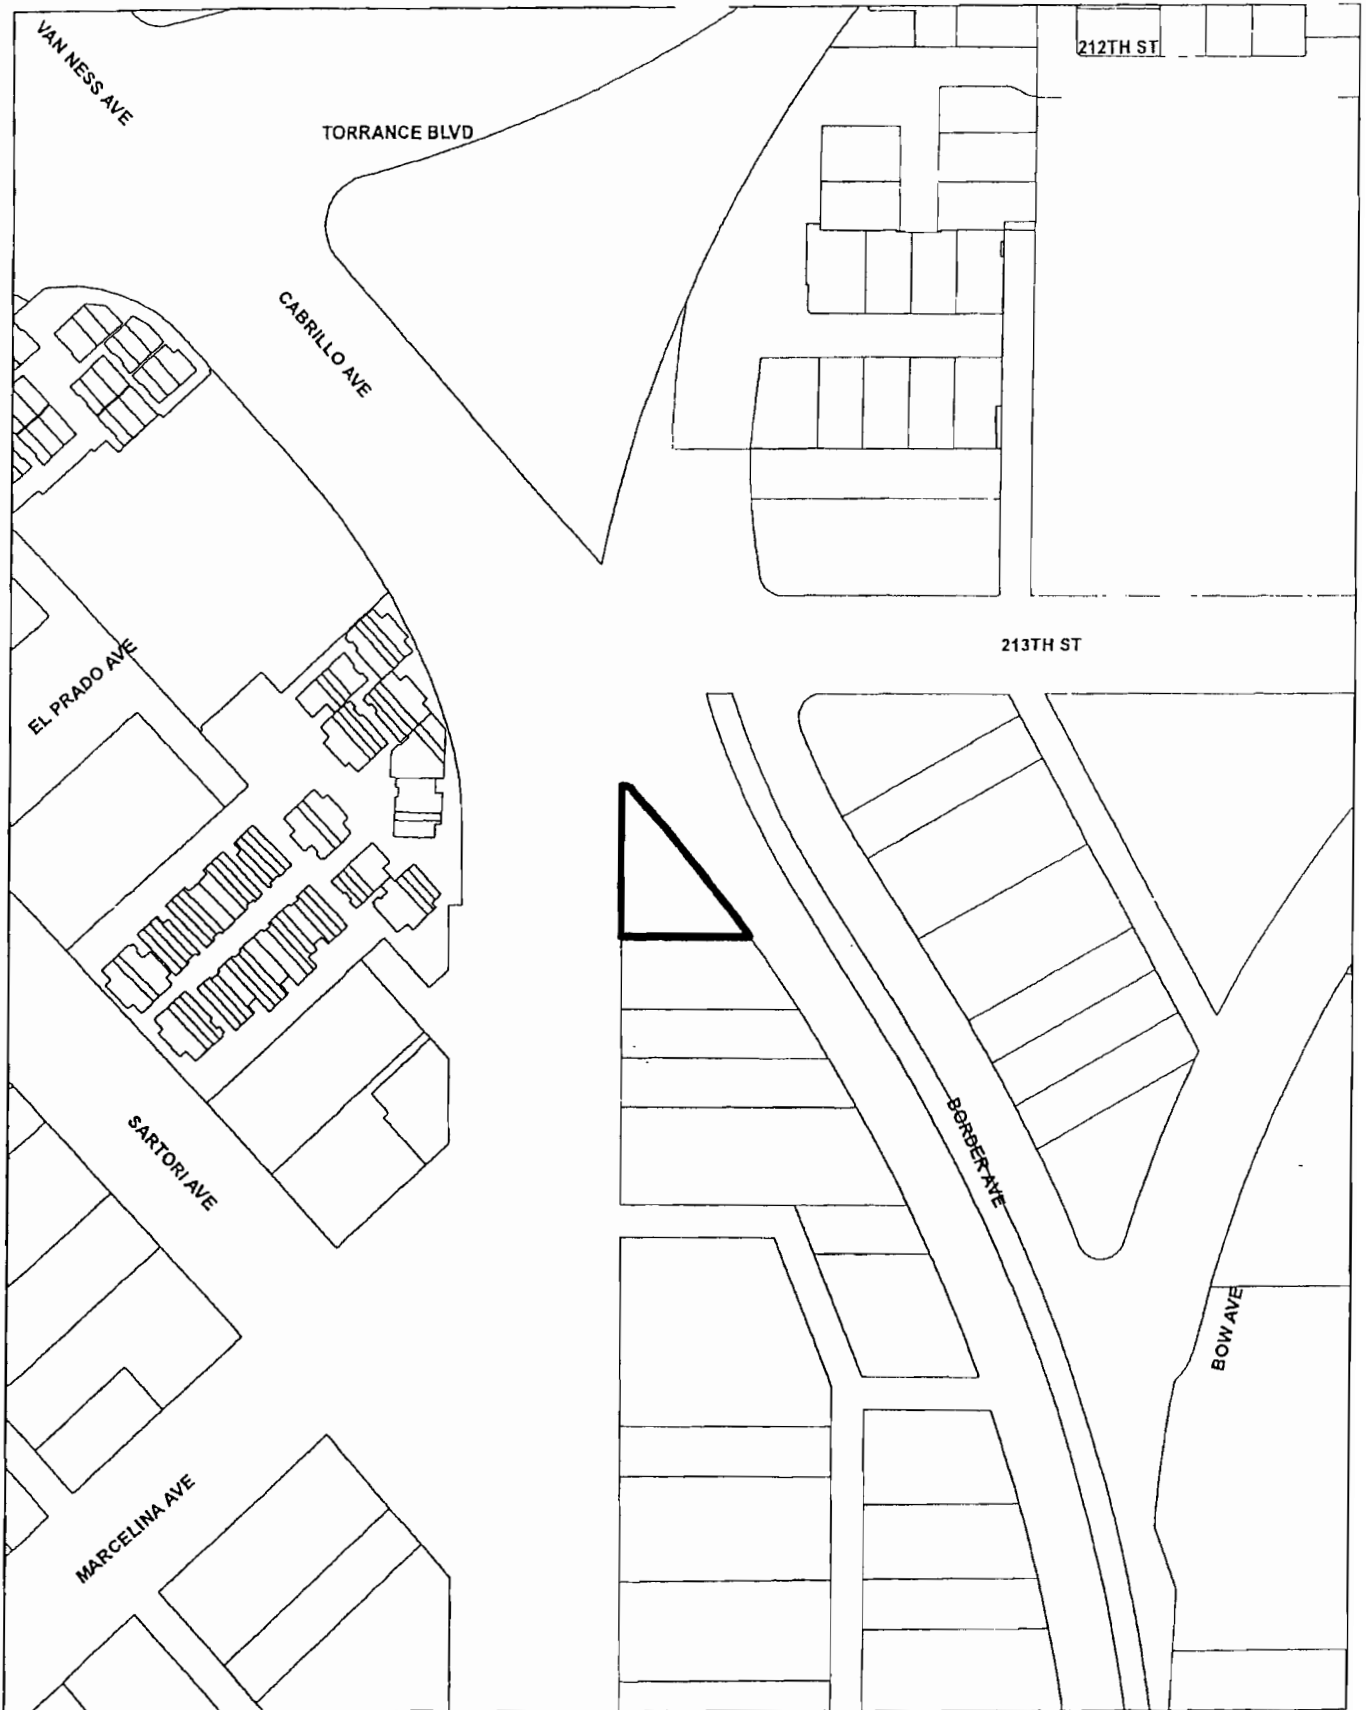 VAN NESS AVE
212TH ST
TORRANCE BLVD
CABRILLO AVE
213TH ST
EL PRADO AVE
BORDER AVE
SARTORI AVE
BOW AVE
MARCELINA AVE